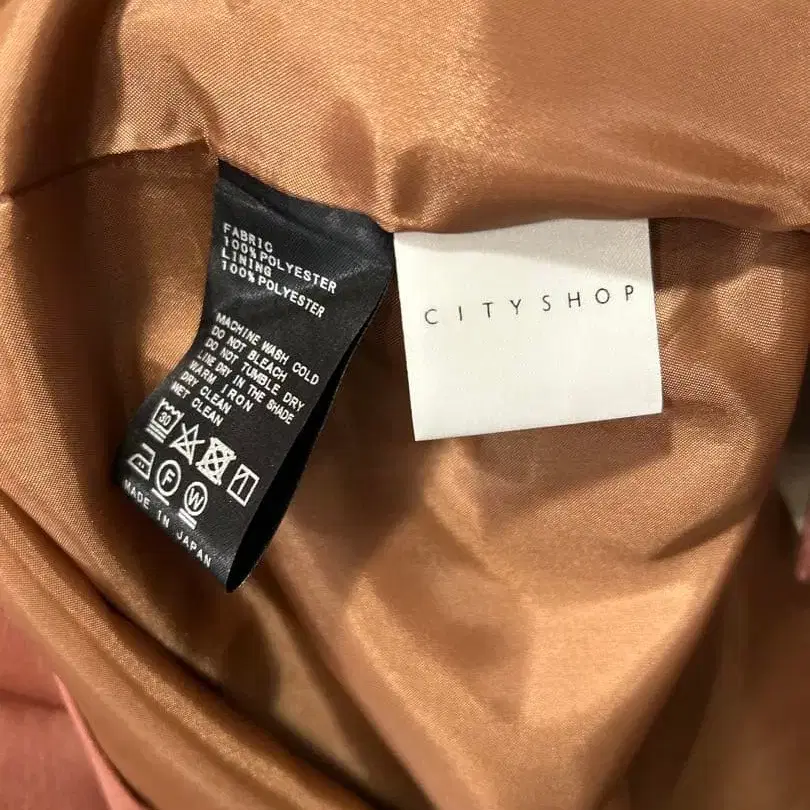 FABRIC
100%POLYESTER
LINING
100%POLYESTER
MACHINE WASH COLD
DO NOT BLEACH
DO NOT TUMBLE DRY
LINE DRY IN THE SHADE
WARM IRON
DRY CLEAN
WET CLEAN
30
F
W
MADE IN JAPAN
CITYSHOP